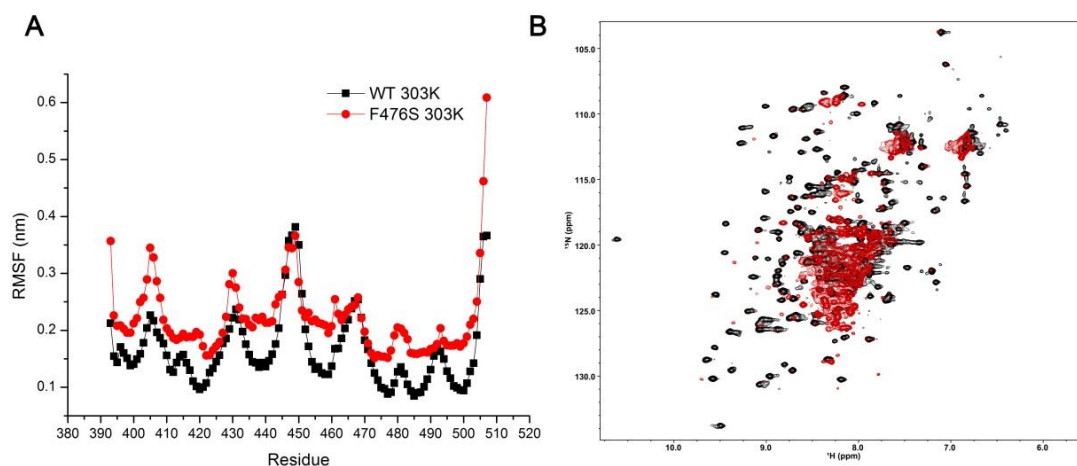 A
0.6
0.5
0.4
0.3
0.2
0.1
RMSF (nm)
WT 303K
F476S 303K
380 390 400 410 420 430 440 450 460 470 480 490 500 510 520
Residue
B
105.0
110.0
115.0
120.0
125.0
130.0
¹⁵N (ppm)
10.0 9.0 8.0 7.0 6.0
¹H (ppm)